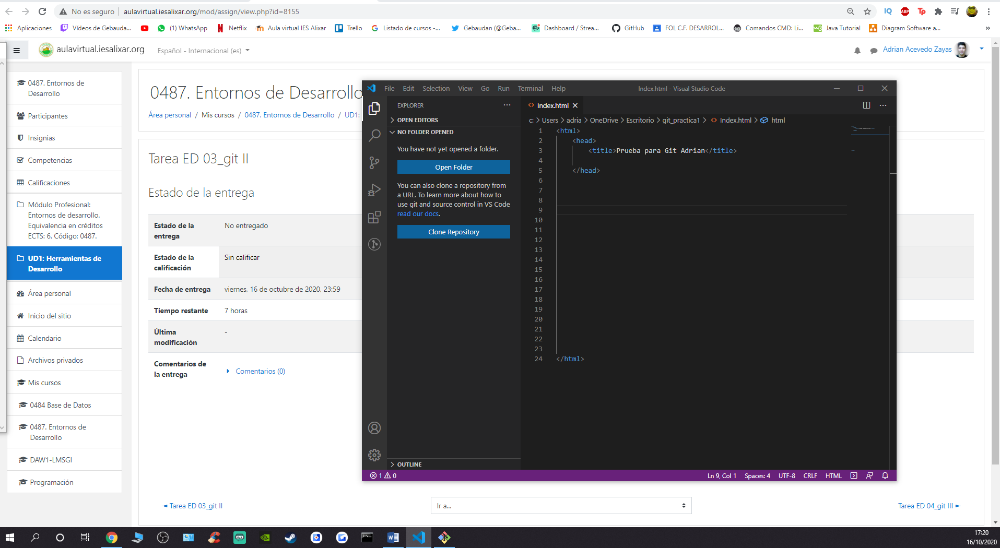 No es seguro | aulavirtual.iesalixar.org/mod/assign/view.php?id=8155
IQ ABP Tp
Aplicaciones Vídeos de Gebauda... (1) WhatsApp Netflix Aula virtual IES Alixar Trello Listado de cursos -... Gebaudan (@Geba... Dashboard / Strea... GitHub FOL C.F. DESARROL... Comandos CMD: Li... Java Tutorial Diagram Software a... »
aulavirtual.iesalixar.org Español - Internacional (es) Adrian Acevedo Zayas
0487. Entornos de
Desarrollo
Participantes
Insignias
Competencias
Calificaciones
Módulo Profesional:
Entornos de desarrollo.
Equivalencia en créditos
ECTS: 6. Código: 0487.
UD1: Herramientas de
Desarrollo
Área personal
Inicio del sitio
Calendario
Archivos privados
Mis cursos
0484 Base de Datos
0487. Entornos de
Desarrollo
DAW1-LMSGI
Programación
0487. Entornos de Desarrollo
Área personal / Mis cursos / 0487. Entornos de Desarrollo / UD1:
Tarea ED 03_git II
Estado de la entrega
Estado de la
entrega
No entregado
Estado de la
calificación
Sin calificar
Fecha de entrega viernes, 16 de octubre de 2020, 23:59
Tiempo restante 7 horas
Última
modificación
-
Comentarios de
la entrega
Comentarios (0)
File Edit Selection View Go Run Terminal Help Index.html - Visual Studio Code
EXPLORER
OPEN EDITORS
NO FOLDER OPENED
You have not yet opened a folder.
Open Folder
You can also clone a repository from
a URL. To learn more about how to
use git and source control in VS Code
read our docs.
Clone Repository
OUTLINE
Index.html
c: > Users > adria > OneDrive > Escritorio > git_practica1 > Index.html > html
1 <html>
2 <head>
3 <title>Prueba para Git Adrian</title>
4
5 </head>
6
7
8
9
10
11
12
13
14
15
16
17
18
19
20
21
22
23
24 </html>
1 0 Ln 9, Col 1 Spaces: 4 UTF-8 CRLF HTML
◄ Tarea ED 03_git II
Ir a...
Tarea ED 04_git III ►
17:20
16/10/2020